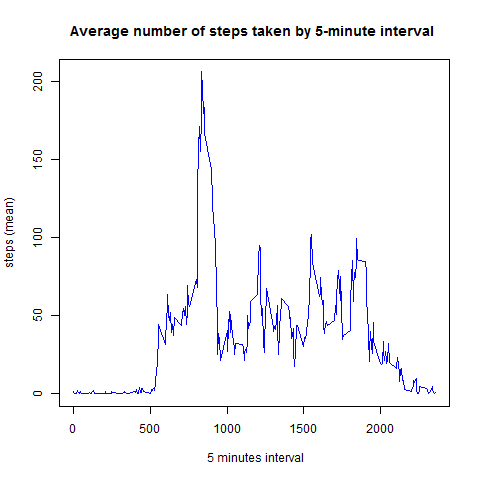 Average number of steps taken by 5-minute interval
steps (mean)
200
150
100
50
0
0 500 1000 1500 2000
5 minutes interval